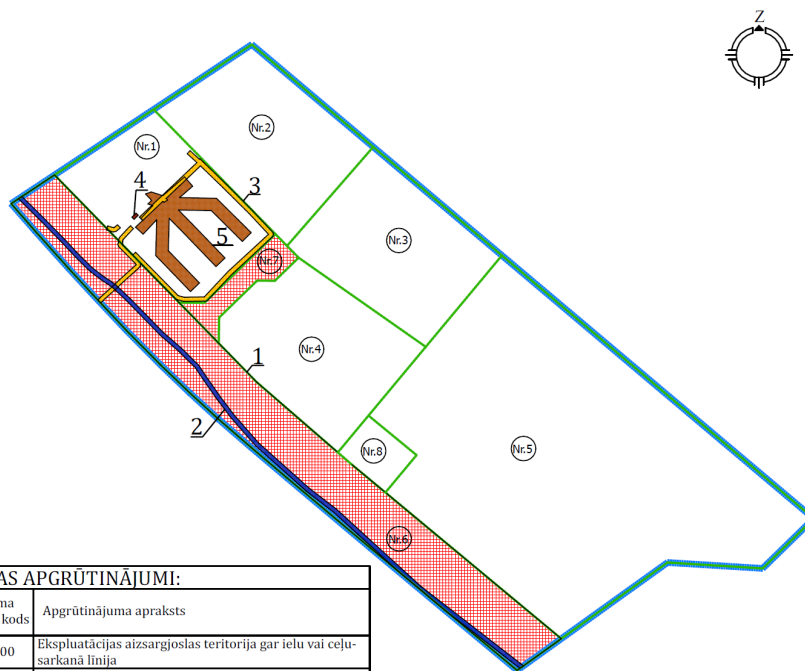 Z
Nr.2
Nr.1
4
3
5
Nr.3
Nr.7
Nr.4
1
2
Nr.8
Nr.5
Nr.6
AS APGRŪTINĀJUMI:
ma
kods
Apgrūtinājuma apraksts
00
Ekspluatācijas aizsargjoslas teritorija gar ielu vai ceļu-
sarkanā līnija